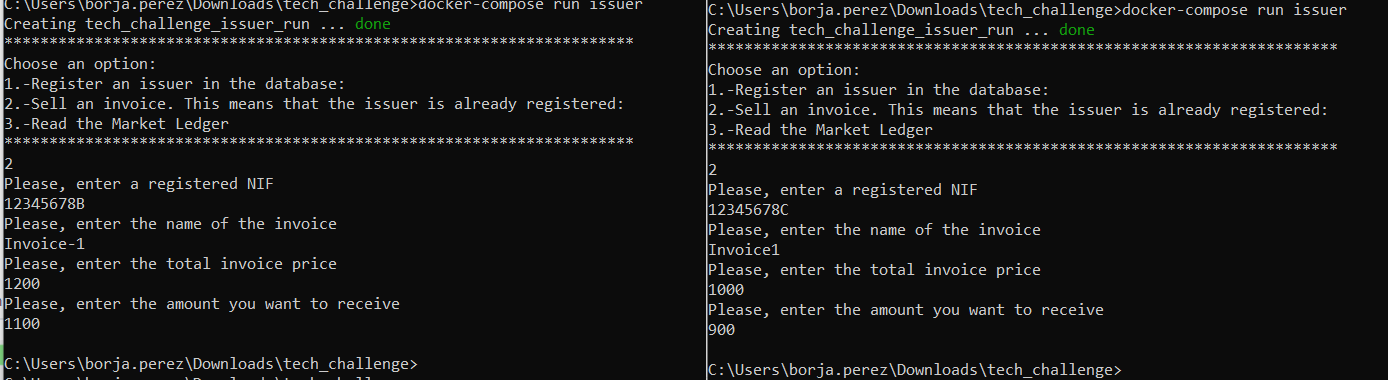 C:\Users\borja.perez\Downloads\tech_challenge>docker-compose run issuer
Creating tech_challenge_issuer_run ... done
**********************************************************************
Choose an option:
1.-Register an issuer in the database:
2.-Sell an invoice. This means that the issuer is already registered:
3.-Read the Market Ledger
**********************************************************************
2
Please, enter a registered NIF
12345678B
Please, enter the name of the invoice
Invoice-1
Please, enter the total invoice price
1200
Please, enter the amount you want to receive
1100
C:\Users\borja.perez\Downloads\tech_challenge>
C:\Users\borja.perez\Downloads\tech_challenge>docker-compose run issuer
Creating tech_challenge_issuer_run ... done
**********************************************************************
Choose an option:
1.-Register an issuer in the database:
2.-Sell an invoice. This means that the issuer is already registered:
3.-Read the Market Ledger
**********************************************************************
2
Please, enter a registered NIF
12345678C
Please, enter the name of the invoice
Invoice1
Please, enter the total invoice price
1000
Please, enter the amount you want to receive
900
C:\Users\borja.perez\Downloads\tech_challenge>